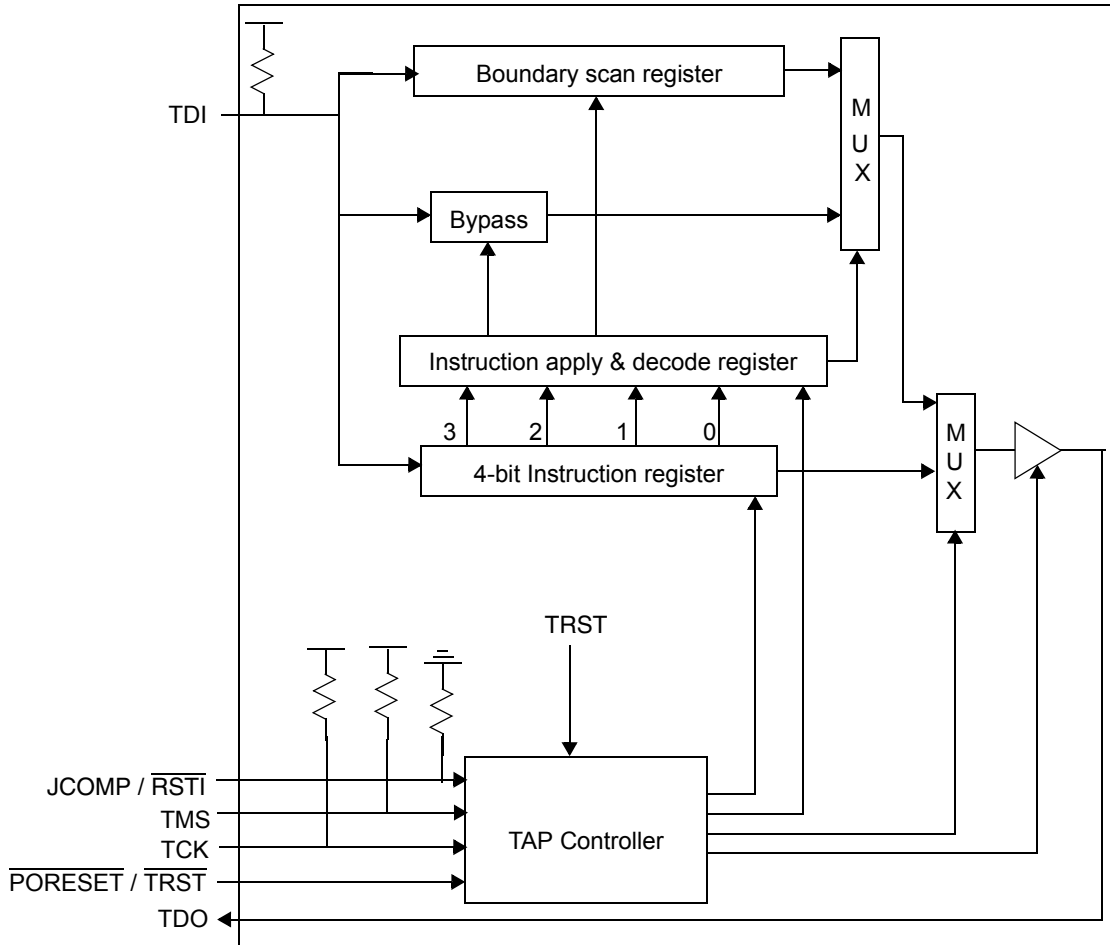 Boundary scan register
M
U X
TDI
Bypass
Instruction apply & decode register
3 2 1 0
4-bit Instruction register
M
U
X
TRST
JCOMP / RSTI
TMS
TCK
TAP Controller
PORESET / TRST
TDO